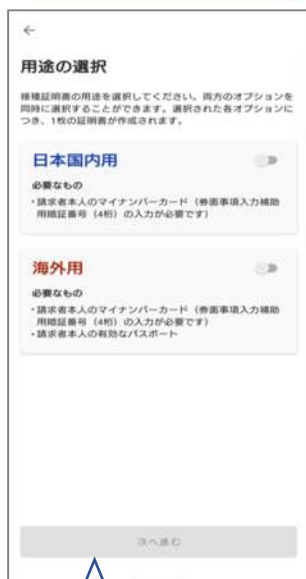 用途の選択
接種証明書の用途を選択してください。両方のオプションを
同時に選択することができます。選択された各オプションに
つき、1枚の証明書が作成されます。
日本国内用
必要なもの
・請求者本人のマイナンバーカード（券面事項入力補助
用暗証番号（4桁）の入力が必要です）
海外用
必要なもの
・請求者本人のマイナンバーカード（券面事項入力補助
用暗証番号（4桁）の入力が必要です）
・請求者本人の有効なパスポート
次へ進む